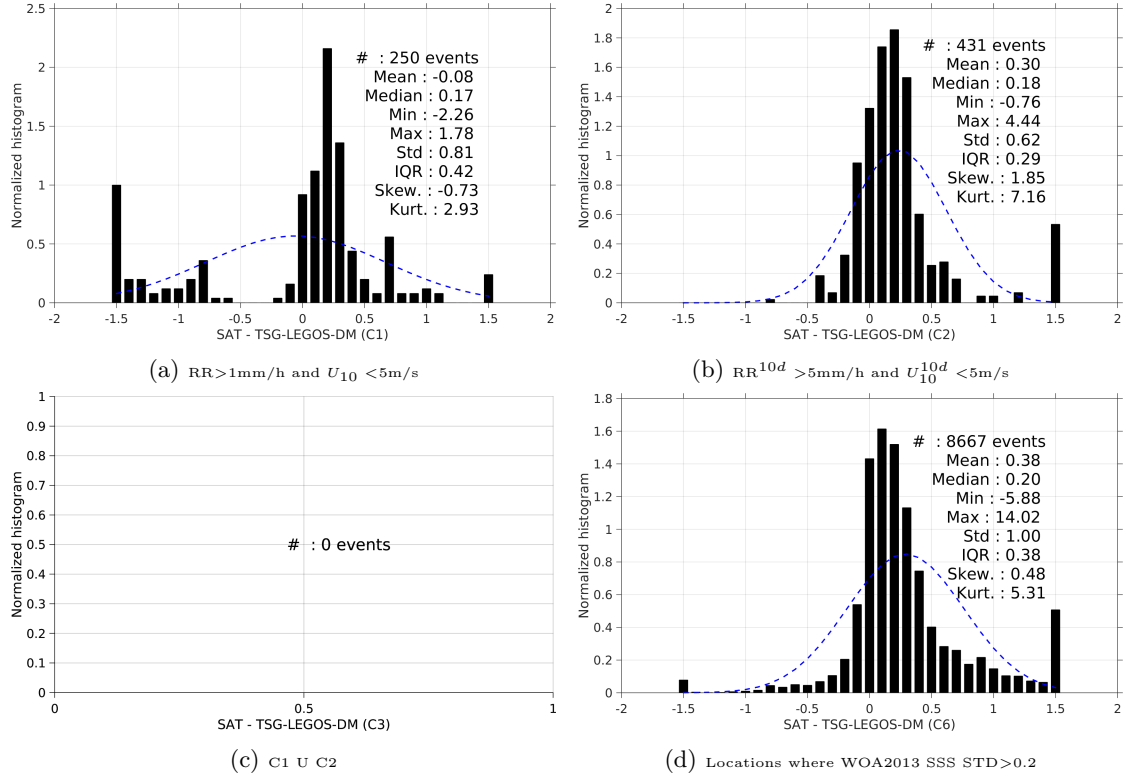 2.5
2
1.5
1
0.5
0
Normalized histogram
# : 250 events
Mean : -0.08
Median : 0.17
Min : -2.26
Max : 1.78
Std : 0.81
IQR : 0.42
Skew. : -0.73
Kurt. : 2.93
-2 -1.5 -1 -0.5 0 0.5 1 1.5 2
SAT - TSG-LEGOS-DM (C1)
(a) RR>1mm/h and U10 <5m/s
2
1.8
1.6
1.4
1.2
1
0.8
0.6
0.4
0.2
0
Normalized histogram
# : 431 events
Mean : 0.30
Median : 0.18
Min : -0.76
Max : 4.44
Std : 0.62
IQR : 0.29
Skew. : 1.85
Kurt. : 7.16
-2 -1.5 -1 -0.5 0 0.5 1 1.5 2
SAT - TSG-LEGOS-DM (C2)
(b) RR^10d >5mm/h and U10^10d <5m/s
1
0.9
0.8
0.7
0.6
0.5
0.4
0.3
0.2
0.1
0
Normalized histogram
# : 0 events
0 0.5 1
SAT - TSG-LEGOS-DM (C3)
(c) C1 U C2
1.8
1.6
1.4
1.2
1
0.8
0.6
0.4
0.2
0
Normalized histogram
# : 8667 events
Mean : 0.38
Median : 0.20
Min : -5.88
Max : 14.02
Std : 1.00
IQR : 0.38
Skew. : 0.48
Kurt. : 5.31
-2 -1.5 -1 -0.5 0 0.5 1 1.5 2
SAT - TSG-LEGOS-DM (C6)
(d) Locations where WOA2013 SSS STD>0.2